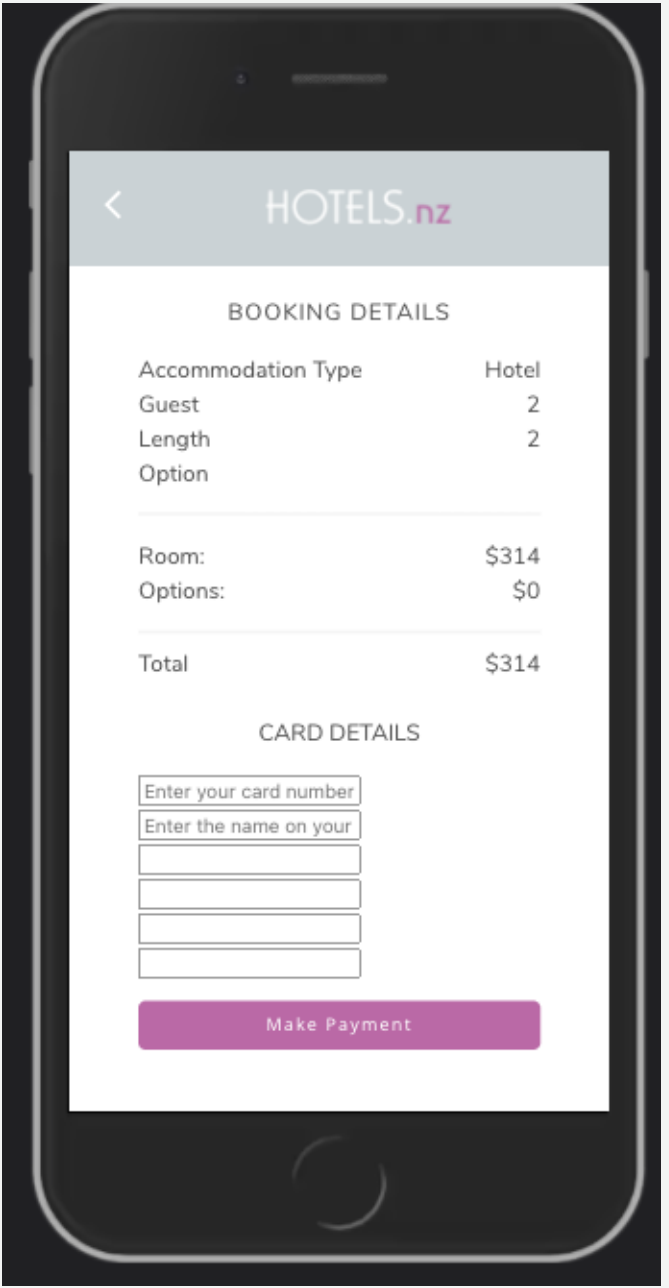 HOTELS.nz
BOOKING DETAILS
Accommodation Type Hotel
Guest 2
Length 2
Option
Room: $314
Options: $0
Total $314
CARD DETAILS
Enter your card number
Enter the name on your
Make Payment